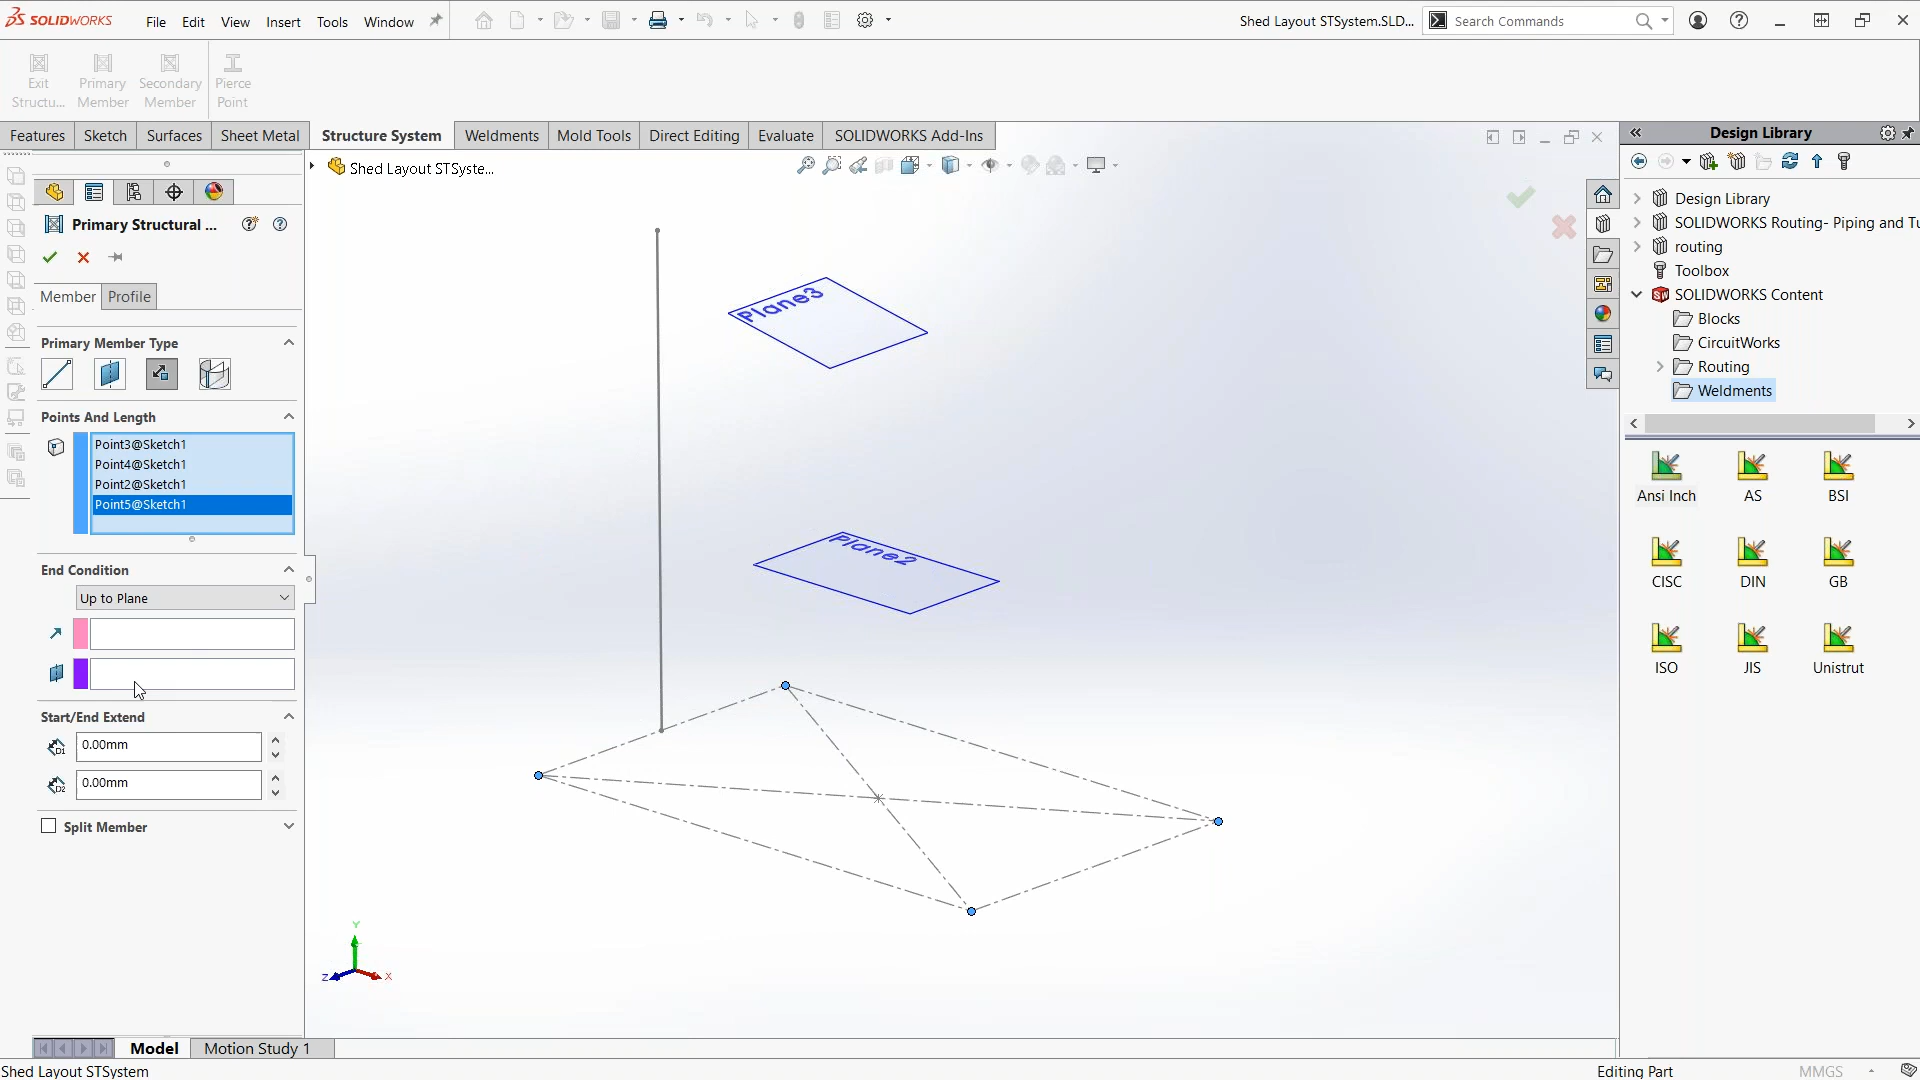 SOLIDWORKS
File Edit View Insert Tools Window
Shed Layout STSystem.SLD...
Search Commands
Exit Structu...
Primary Member
Secondary Member
Pierce Point
Features Sketch Surfaces Sheet Metal Structure System Weldments Mold Tools Direct Editing Evaluate SOLIDWORKS Add-Ins
Shed Layout STSyste...
Primary Structural ...
Member Profile
Primary Member Type
Points And Length
Point3@Sketch1
Point4@Sketch1
Point2@Sketch1
Point5@Sketch1
End Condition
Up to Plane
Start/End Extend
D1 0.00mm
D2 0.00mm
Split Member
Plane3
Plane2
Y
Z X
Design Library
Design Library
SOLIDWORKS Routing- Piping and Tu
routing
Toolbox
SOLIDWORKS Content
Blocks
CircuitWorks
Routing
Weldments
Ansi Inch AS BSI
CISC DIN GB
ISO JIS Unistrut
Model Motion Study 1
Shed Layout STSystem
Editing Part
MMGS